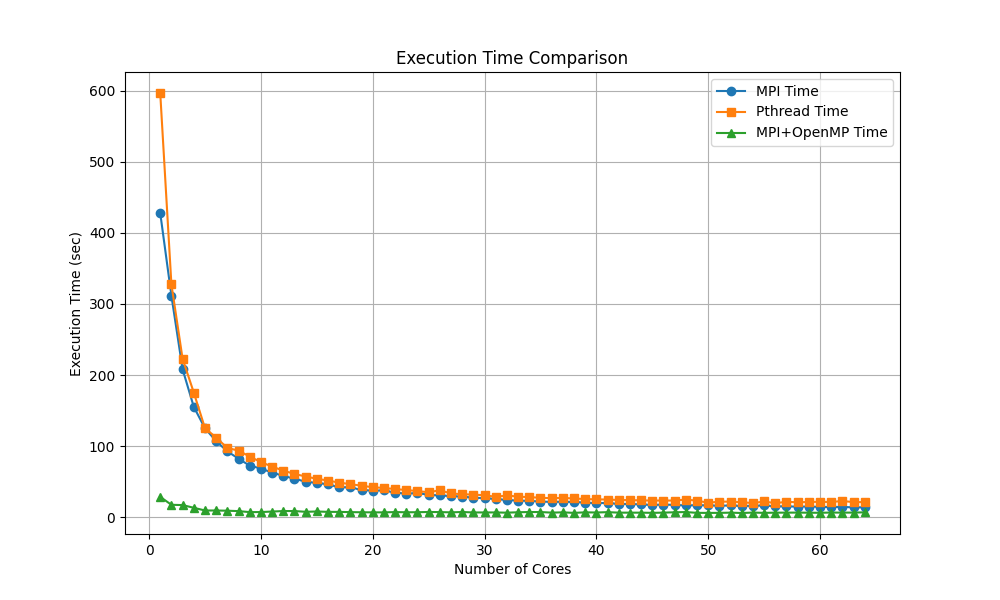 Execution Time Comparison
MPI Time
Pthread Time
MPI+OpenMP Time
Execution Time (sec)
600
500
400
300
200
100
0
0 10 20 30 40 50 60
Number of Cores